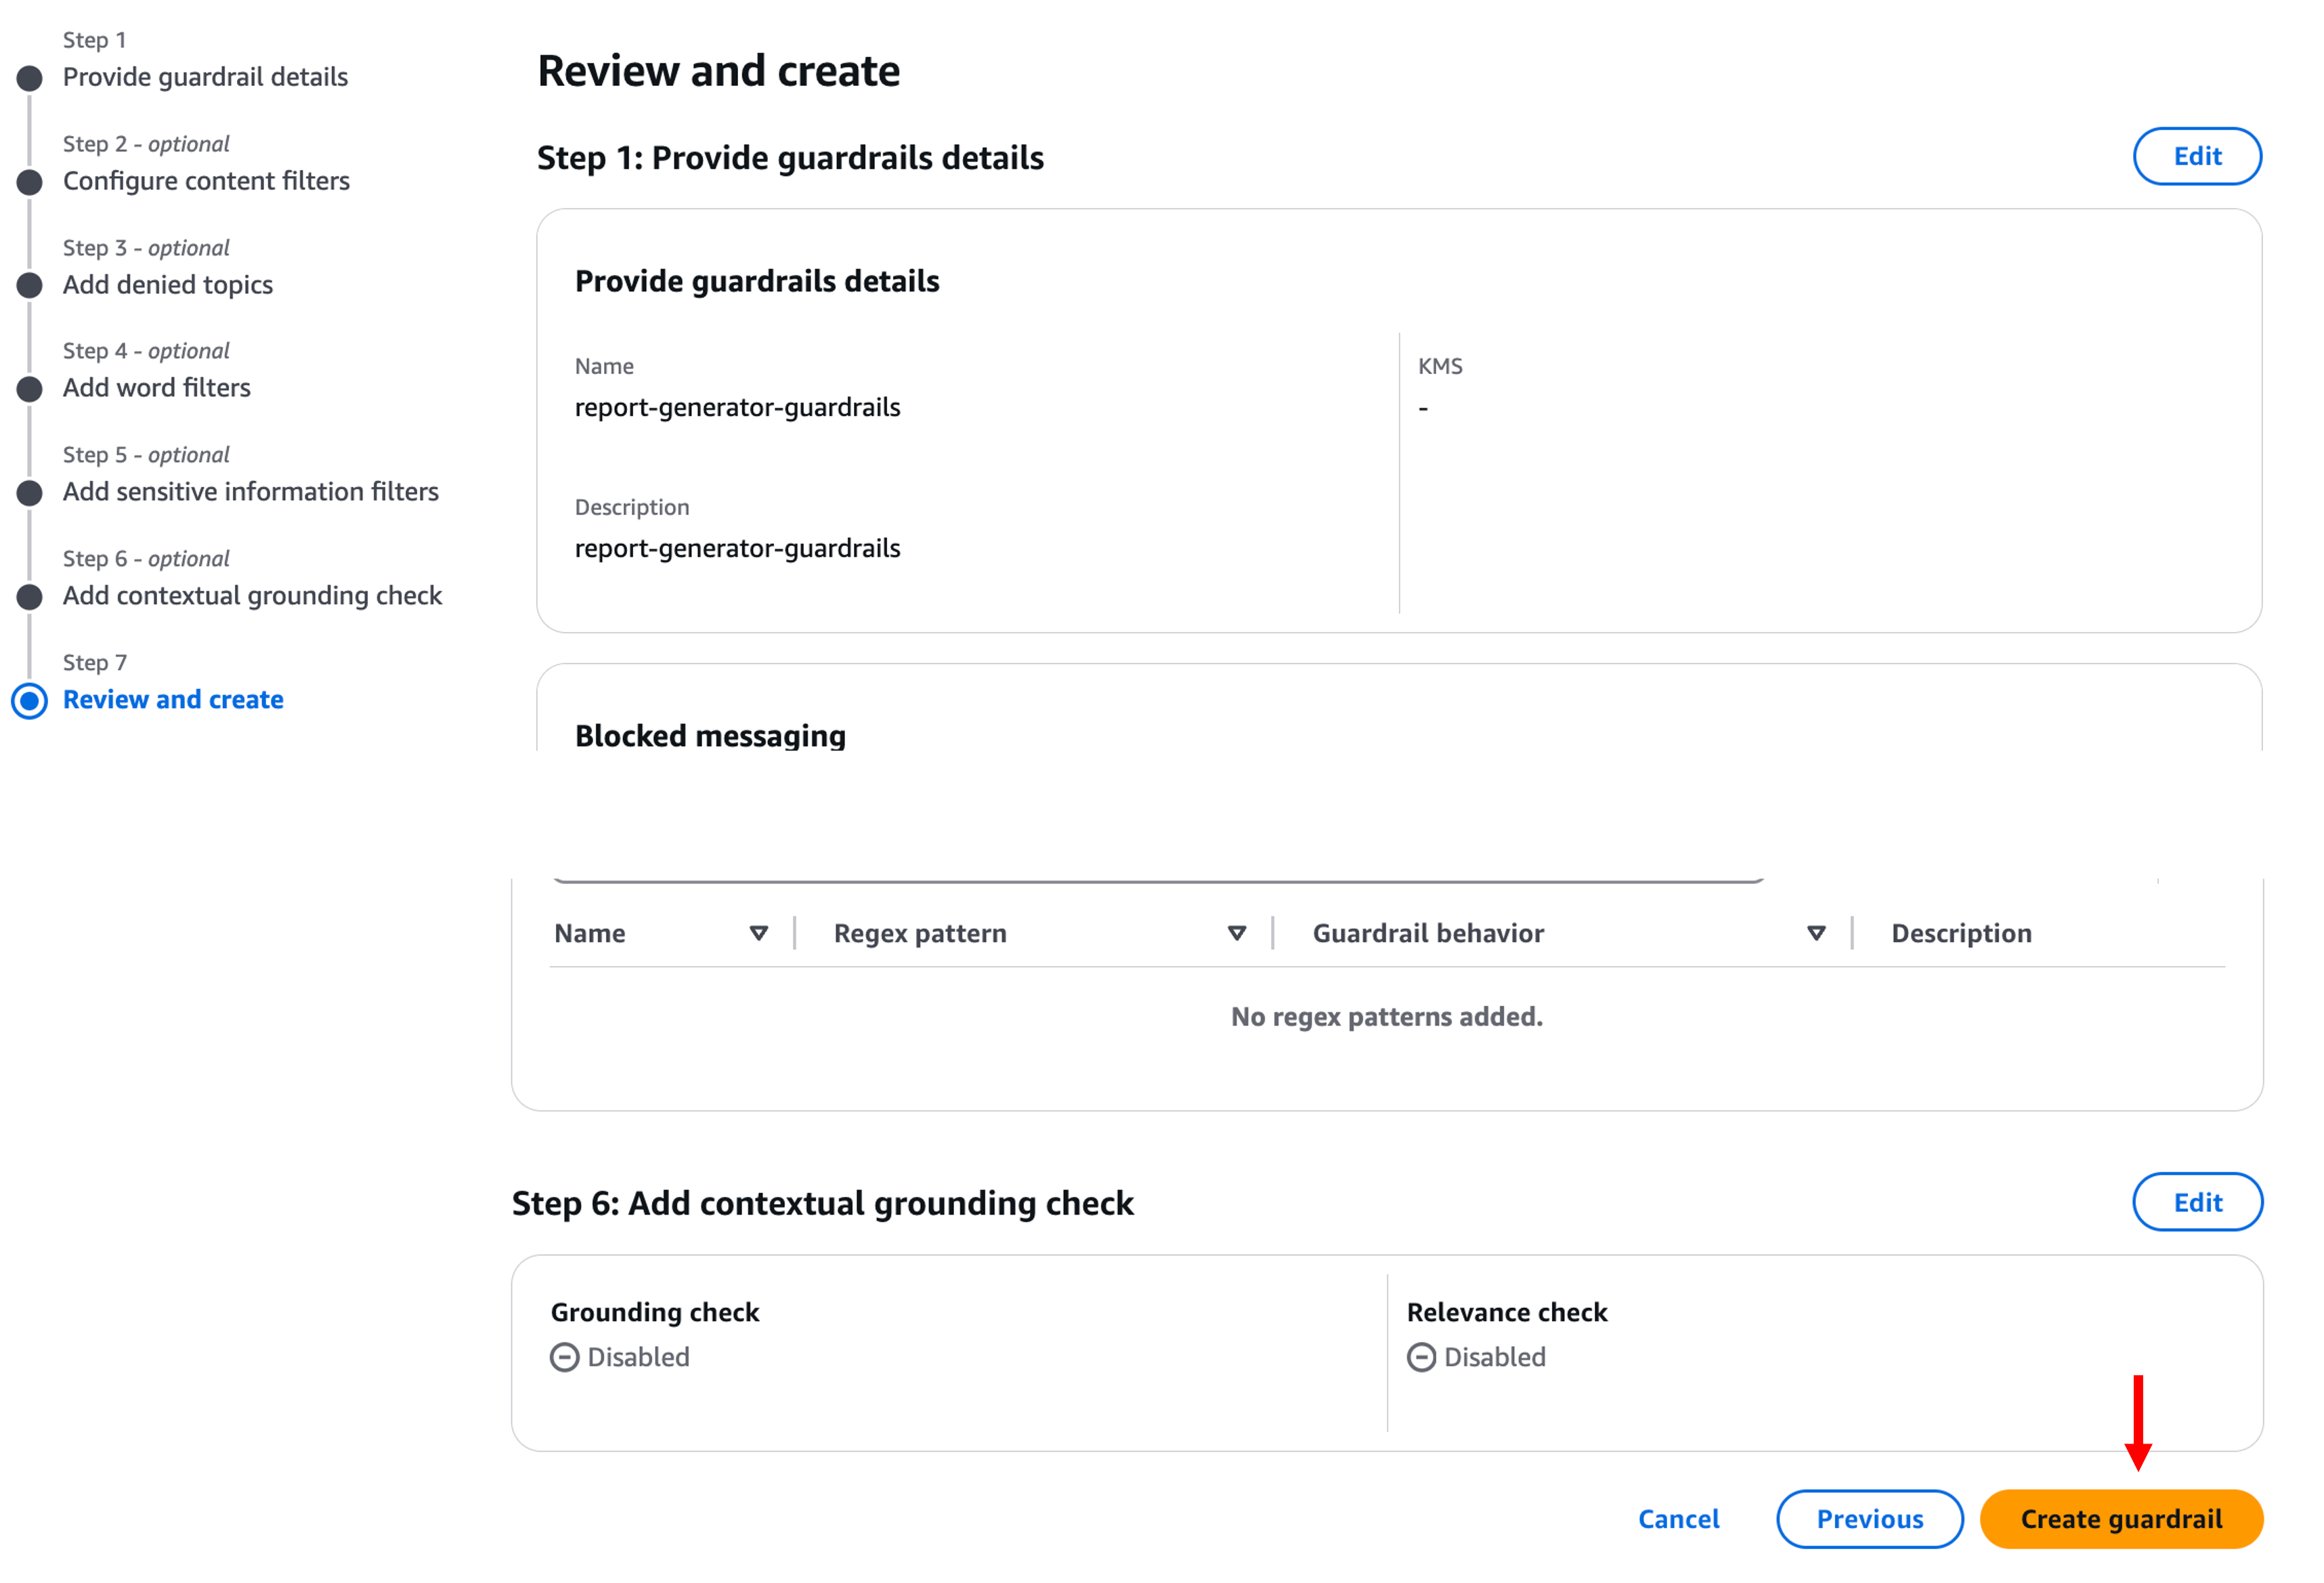 Step 1
Provide guardrail details
Step 2 - optional
Configure content filters
Step 3 - optional
Add denied topics
Step 4 - optional
Add word filters
Step 5 - optional
Add sensitive information filters
Step 6 - optional
Add contextual grounding check
Step 7
Review and create
Review and create
Step 1: Provide guardrails details
Edit
Provide guardrails details
Name
report-generator-guardrails
KMS
-
Description
report-generator-guardrails
Blocked messaging
Name
Regex pattern
Guardrail behavior
Description
No regex patterns added.
Step 6: Add contextual grounding check
Edit
Grounding check
Disabled
Relevance check
Disabled
Cancel
Previous
Create guardrail